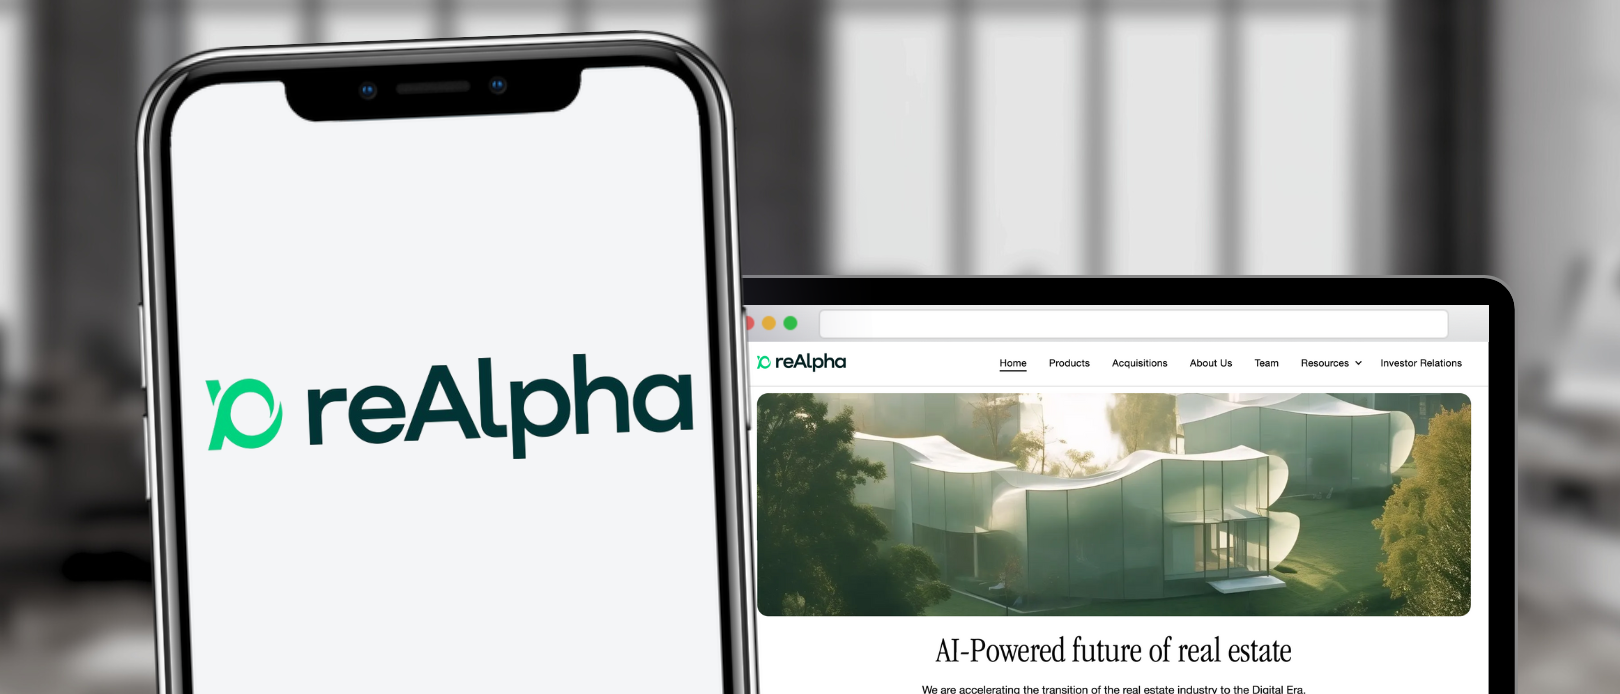 reAlpha
reAlpha
Home Products Acquisitions About Us Team Resources Investor Relations
AI-Powered future of real estate
We are accelerating the transition of the real estate industry to the Digital Era.